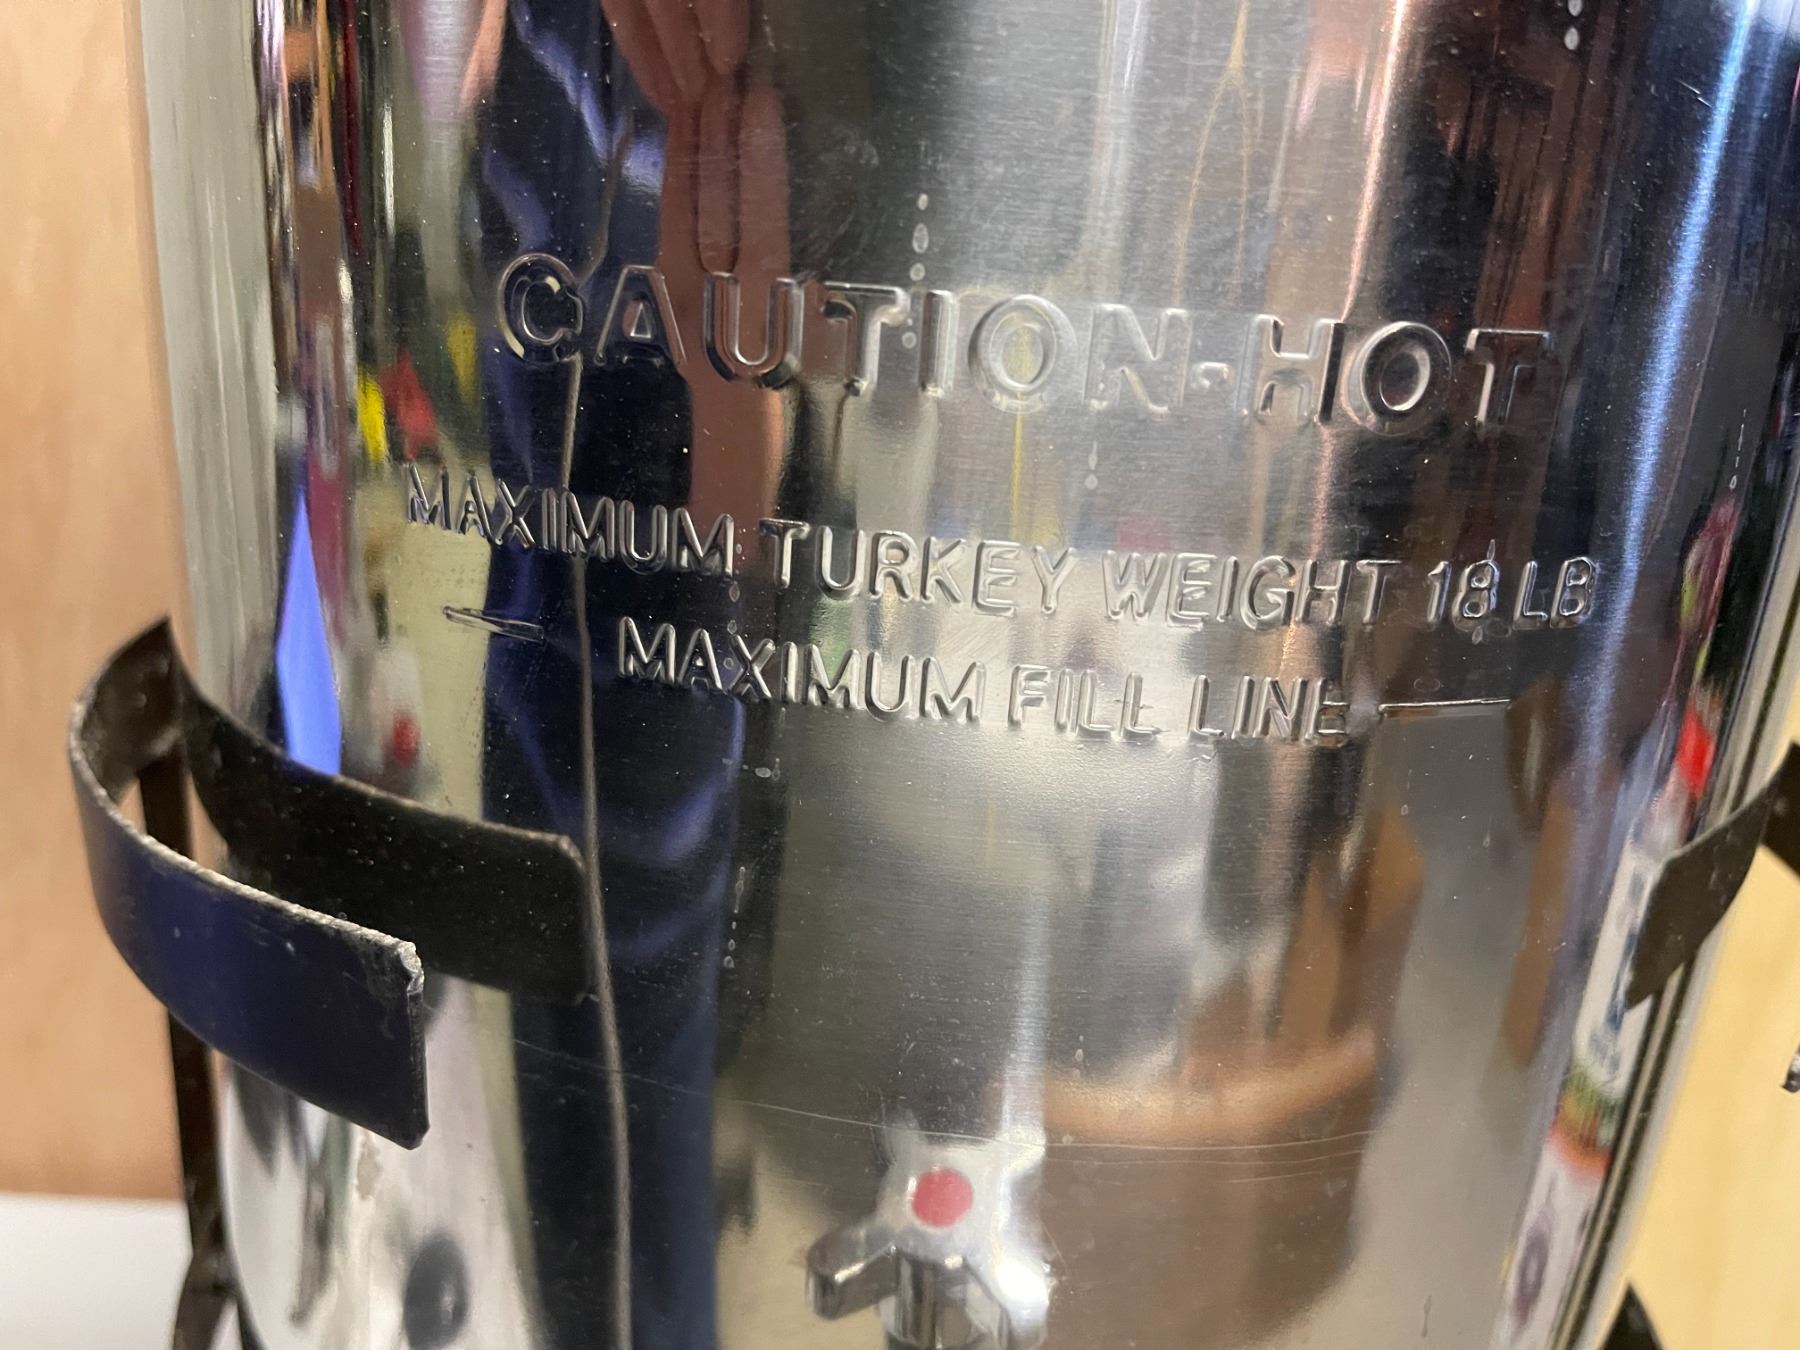 CAUTION-HOT
MAXIMUM TURKEY WEIGHT 18 LB
MAXIMUM FILL LINE